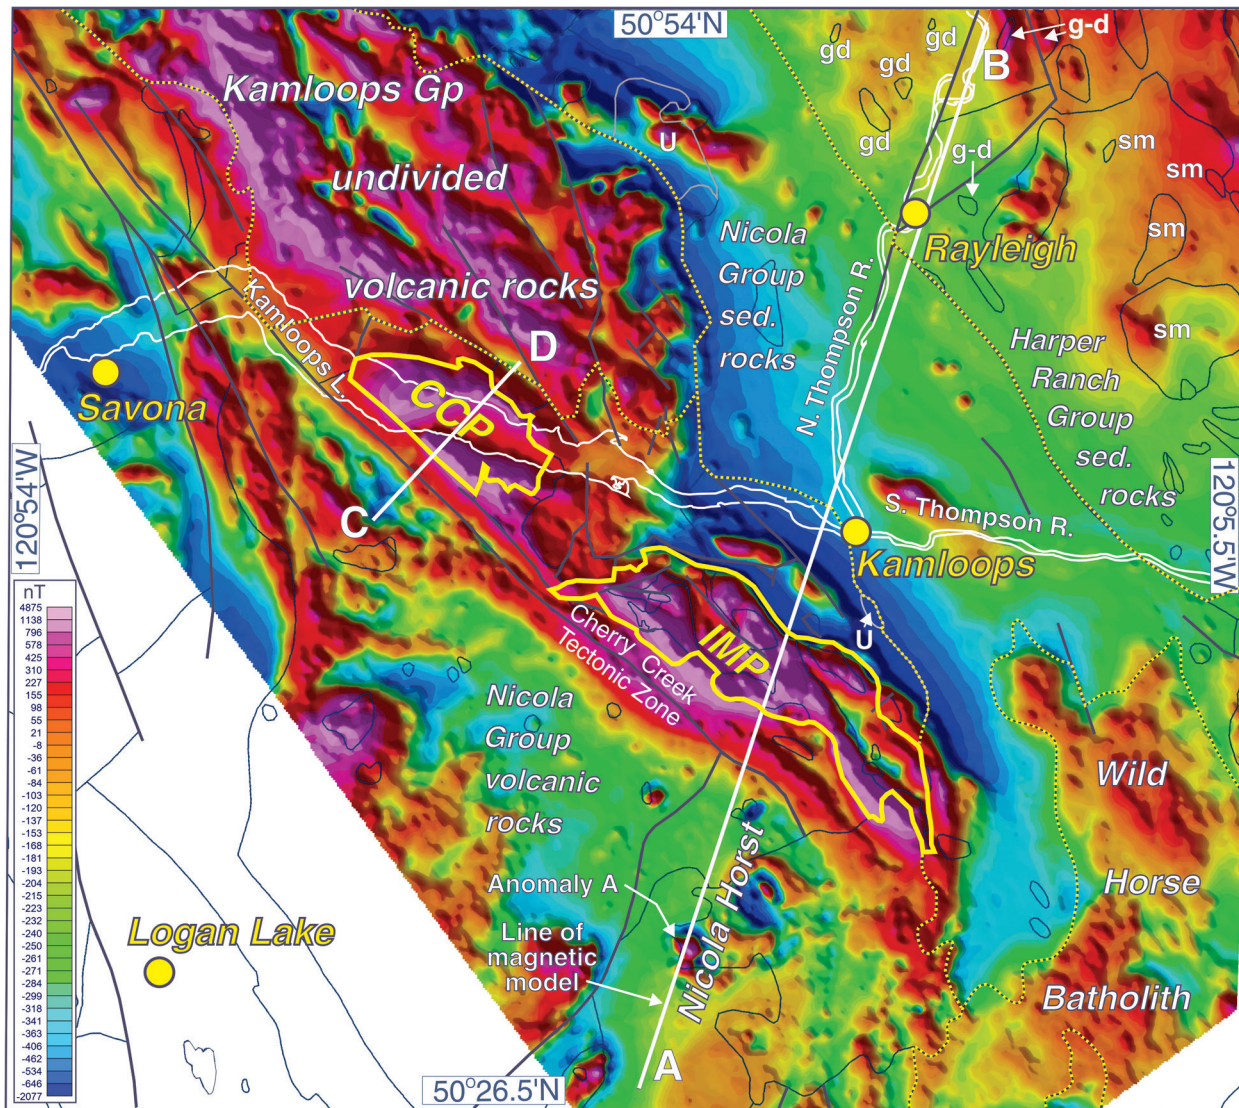 50°54'N
g-d
gd
gd
gd
B
Kamloops Gp
U
gd
g-d
sm
sm
undivided
Nicola
Group
sed.
rocks
Rayleigh
sm
volcanic rocks
Kamloops L.
N. Thompson R.
Harper
Ranch
Group
sed.
rocks
sm
D
CCP
Savona
120°54'W
C
S. Thompson R.
120°5.5'W
Kamloops
nT
4875
1138
796
578
425
310
227
155
98
55
21
-8
-36
-61
-84
-103
-120
-137
-153
-168
-181
-193
-204
-215
-223
-232
-240
-250
-261
-271
-284
-299
-318
-341
-363
-406
-462
-534
-646
-2077
Cherry Creek
Tectonic Zone
IMP
U
Nicola
Group
volcanic
rocks
Wild
Horse
Batholith
Anomaly A
Nicola Horst
Line of
magnetic
model
Logan Lake
A
50°26.5'N